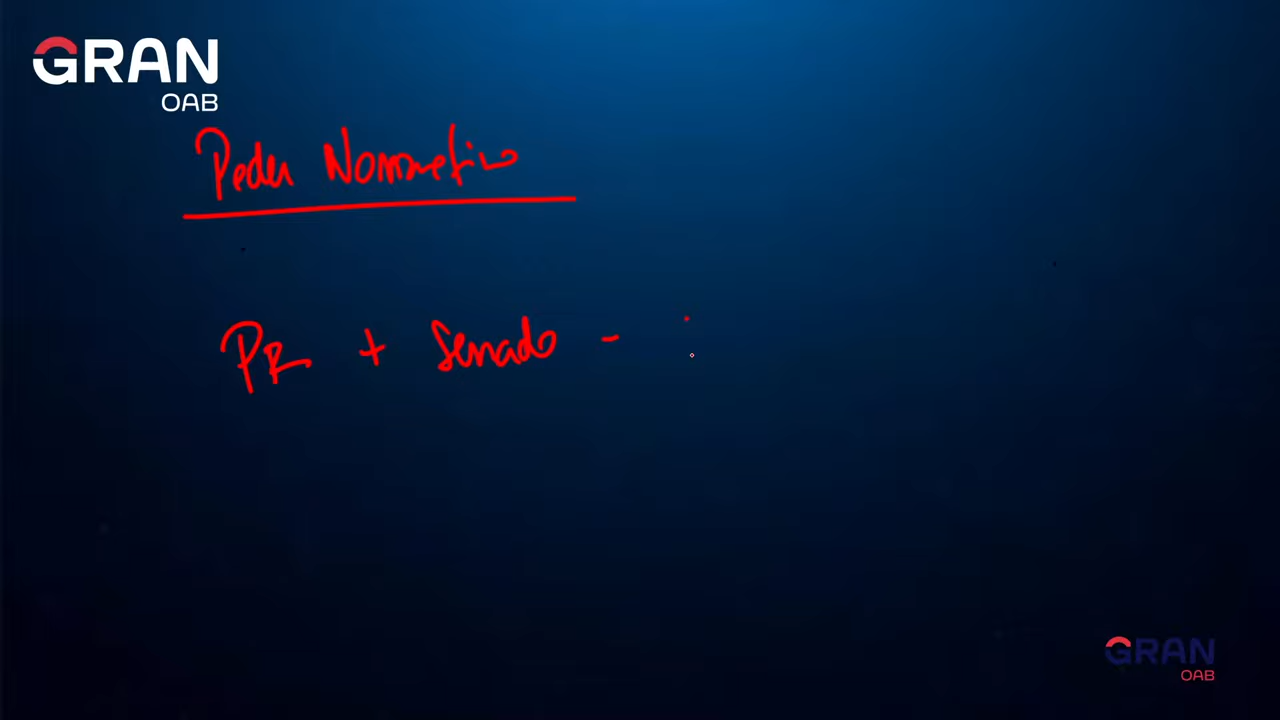 GRAN
OAB
Poder Normativo
PR + Senado -
GRAN
OAB